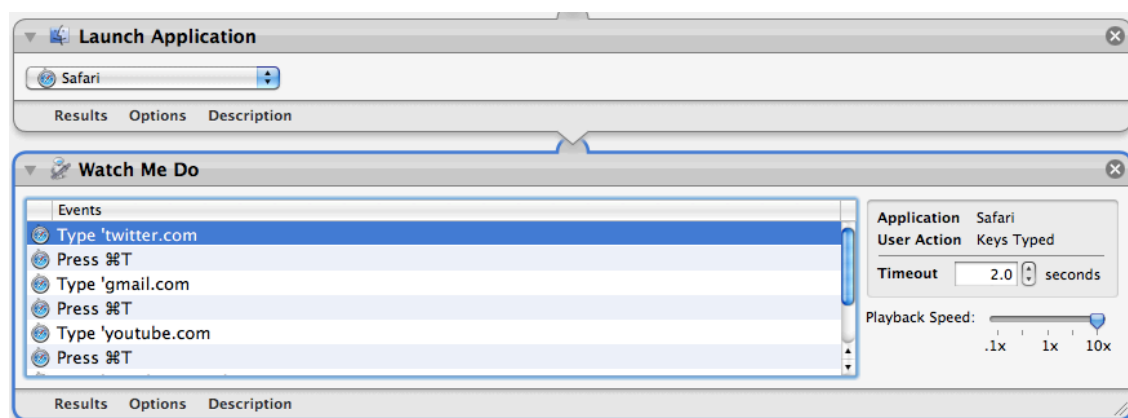 Launch Application
Safari
Results Options Description
Watch Me Do
Events
Type 'twitter.com
Press ⌘T
Type 'gmail.com
Press ⌘T
Type 'youtube.com
Press ⌘T
Application Safari
User Action Keys Typed
Timeout 2.0 seconds
Playback Speed:
.1x 1x 10x
Results Options Description